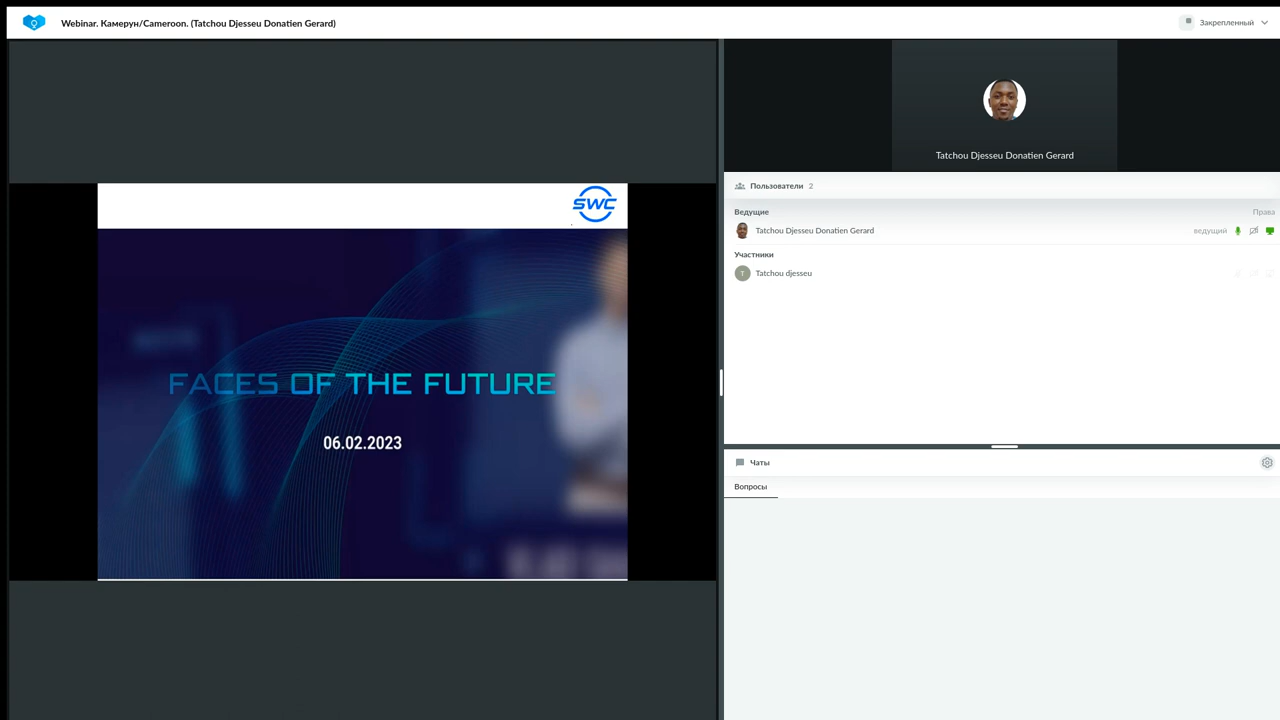 Webinar. Камерун/Cameroon. (Tatchou Djesseu Donatien Gerard)
Закрепленный
SWC
FACES OF THE FUTURE
06.02.2023
Tatchou Djesseu Donatien Gerard
Пользователи 2
Ведущие Права
Tatchou Djesseu Donatien Gerard ведущий
Участники
T Tatchou djesseu
Чаты
Вопросы